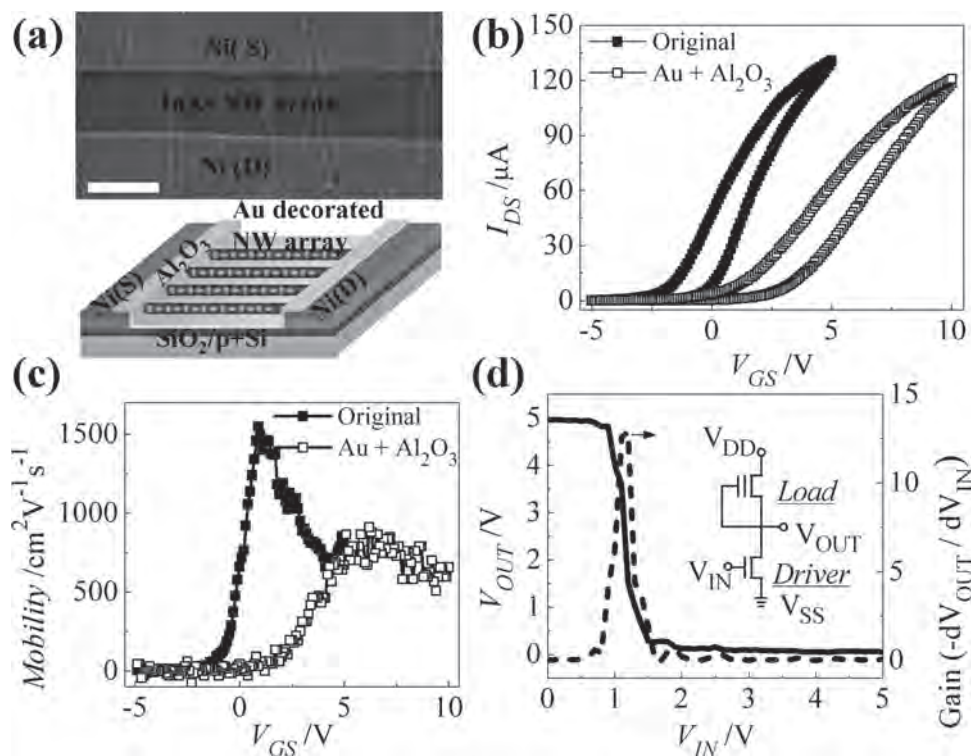 (a)
Ni( S)
InAs NW arrays
Ni (D)
Au decorated
NW array
Al2O3
Ni(S)
Ni(D)
SiO2/p+Si
(b)
Original
Au + Al2O3
150
120
90
60
30
0
IDS /μA
-5 0 5 10
VGS /V
(c)
Original
Au + Al2O3
1500
1000
500
0
Mobility /cm²V⁻¹s⁻¹
-5 0 5 10
VGS /V
(d)
5
4
3
2
1
0
VOUT /V
15
10
5
0
Gain (-dVOUT / dVIN)
VDD
Load
VOUT
VIN
Driver
VSS
0 1 2 3 4 5
VIN /V